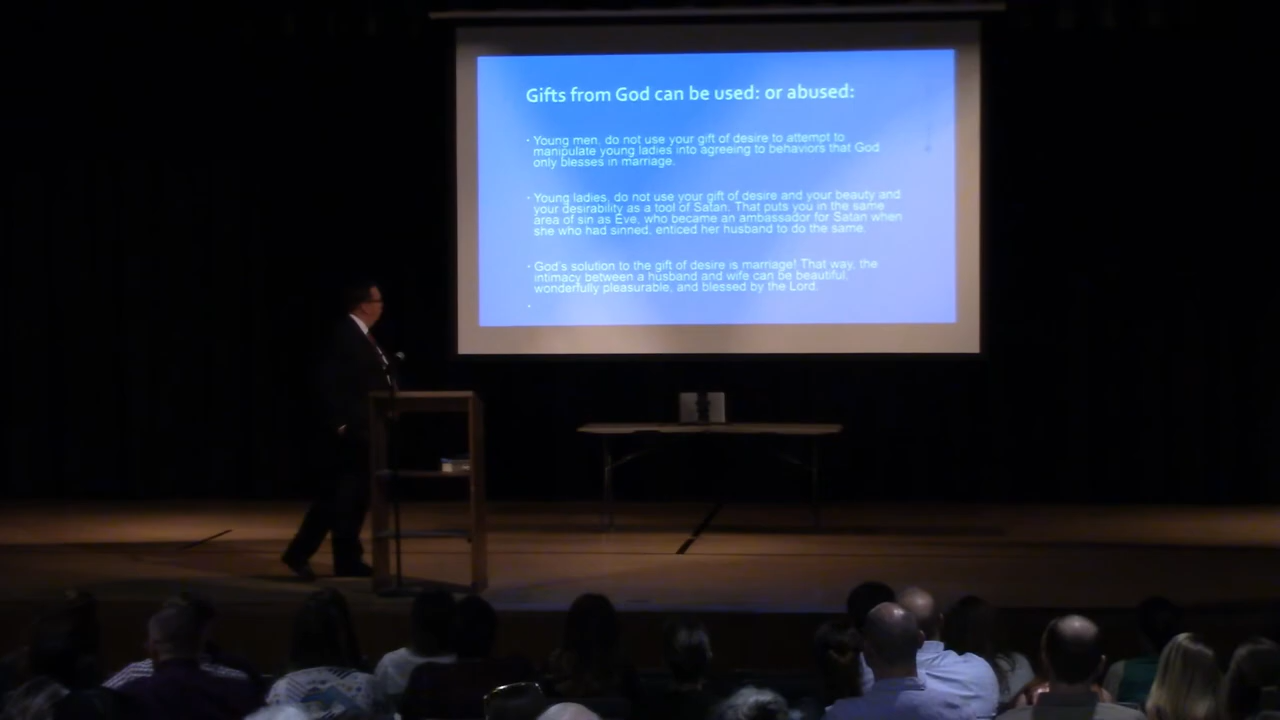 Gifts from God can be used: or abused:
· Young men, do not use your gift of desire to attempt to
manipulate young ladies into agreeing to behaviors that God
only blesses in marriage.
· Young ladies, do not use your gift of desire and your beauty and
your desirability as a tool of Satan. That puts you in the same
area of sin as Eve, who became an ambassador for Satan when
she who had sinned, enticed her husband to do the same.
· God's solution to the gift of desire is marriage! That way, the
intimacy between a husband and wife can be beautiful,
wonderfully pleasurable, and blessed by the Lord.
·